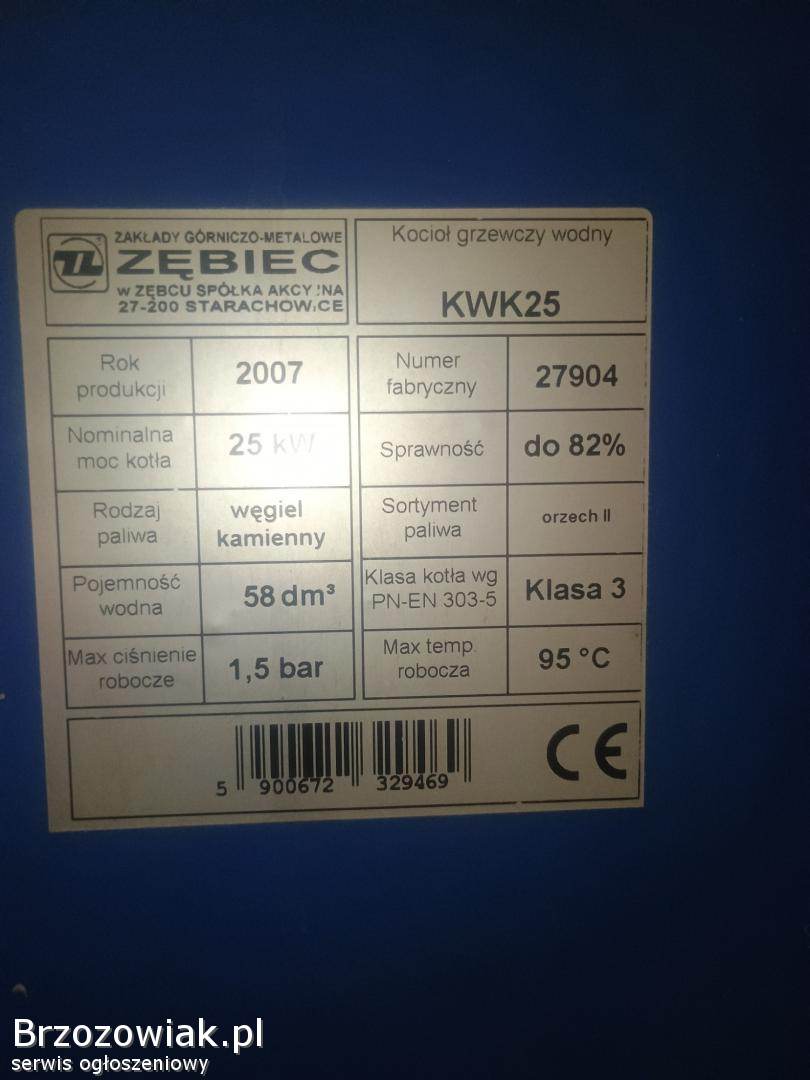 ZAKŁADY GÓRNICZO-METALOWE
ZĘBIEC
w ZĘBCU SPÓŁKA AKCYJNA
27-200 STARACHOWICE
Kocioł grzewczy wodny
KWK25
Rok
produkcji
2007
Numer
fabryczny
27904
Nominalna
moc kotła
25 kW
Sprawność
do 82%
Rodzaj
paliwa
węgiel
kamienny
Sortyment
paliwa
orzech II
Pojemność
wodna
58 dm³
Klasa kotła wg
PN-EN 303-5
Klasa 3
Max ciśnienie
robocze
1,5 bar
Max temp.
robocza
95 °C
5 900672 329469
CE
Brzozowiak.pl
serwis ogłoszeniowy